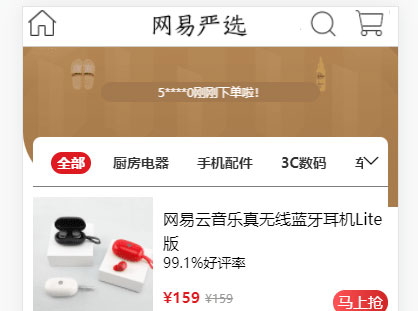 网易严选
5****0刚刚下单啦!
全部 厨房电器 手机配件 3C数码
网易云音乐真无线蓝牙耳机Lite
版
99.1%好评率
¥159 ¥159
马上抢